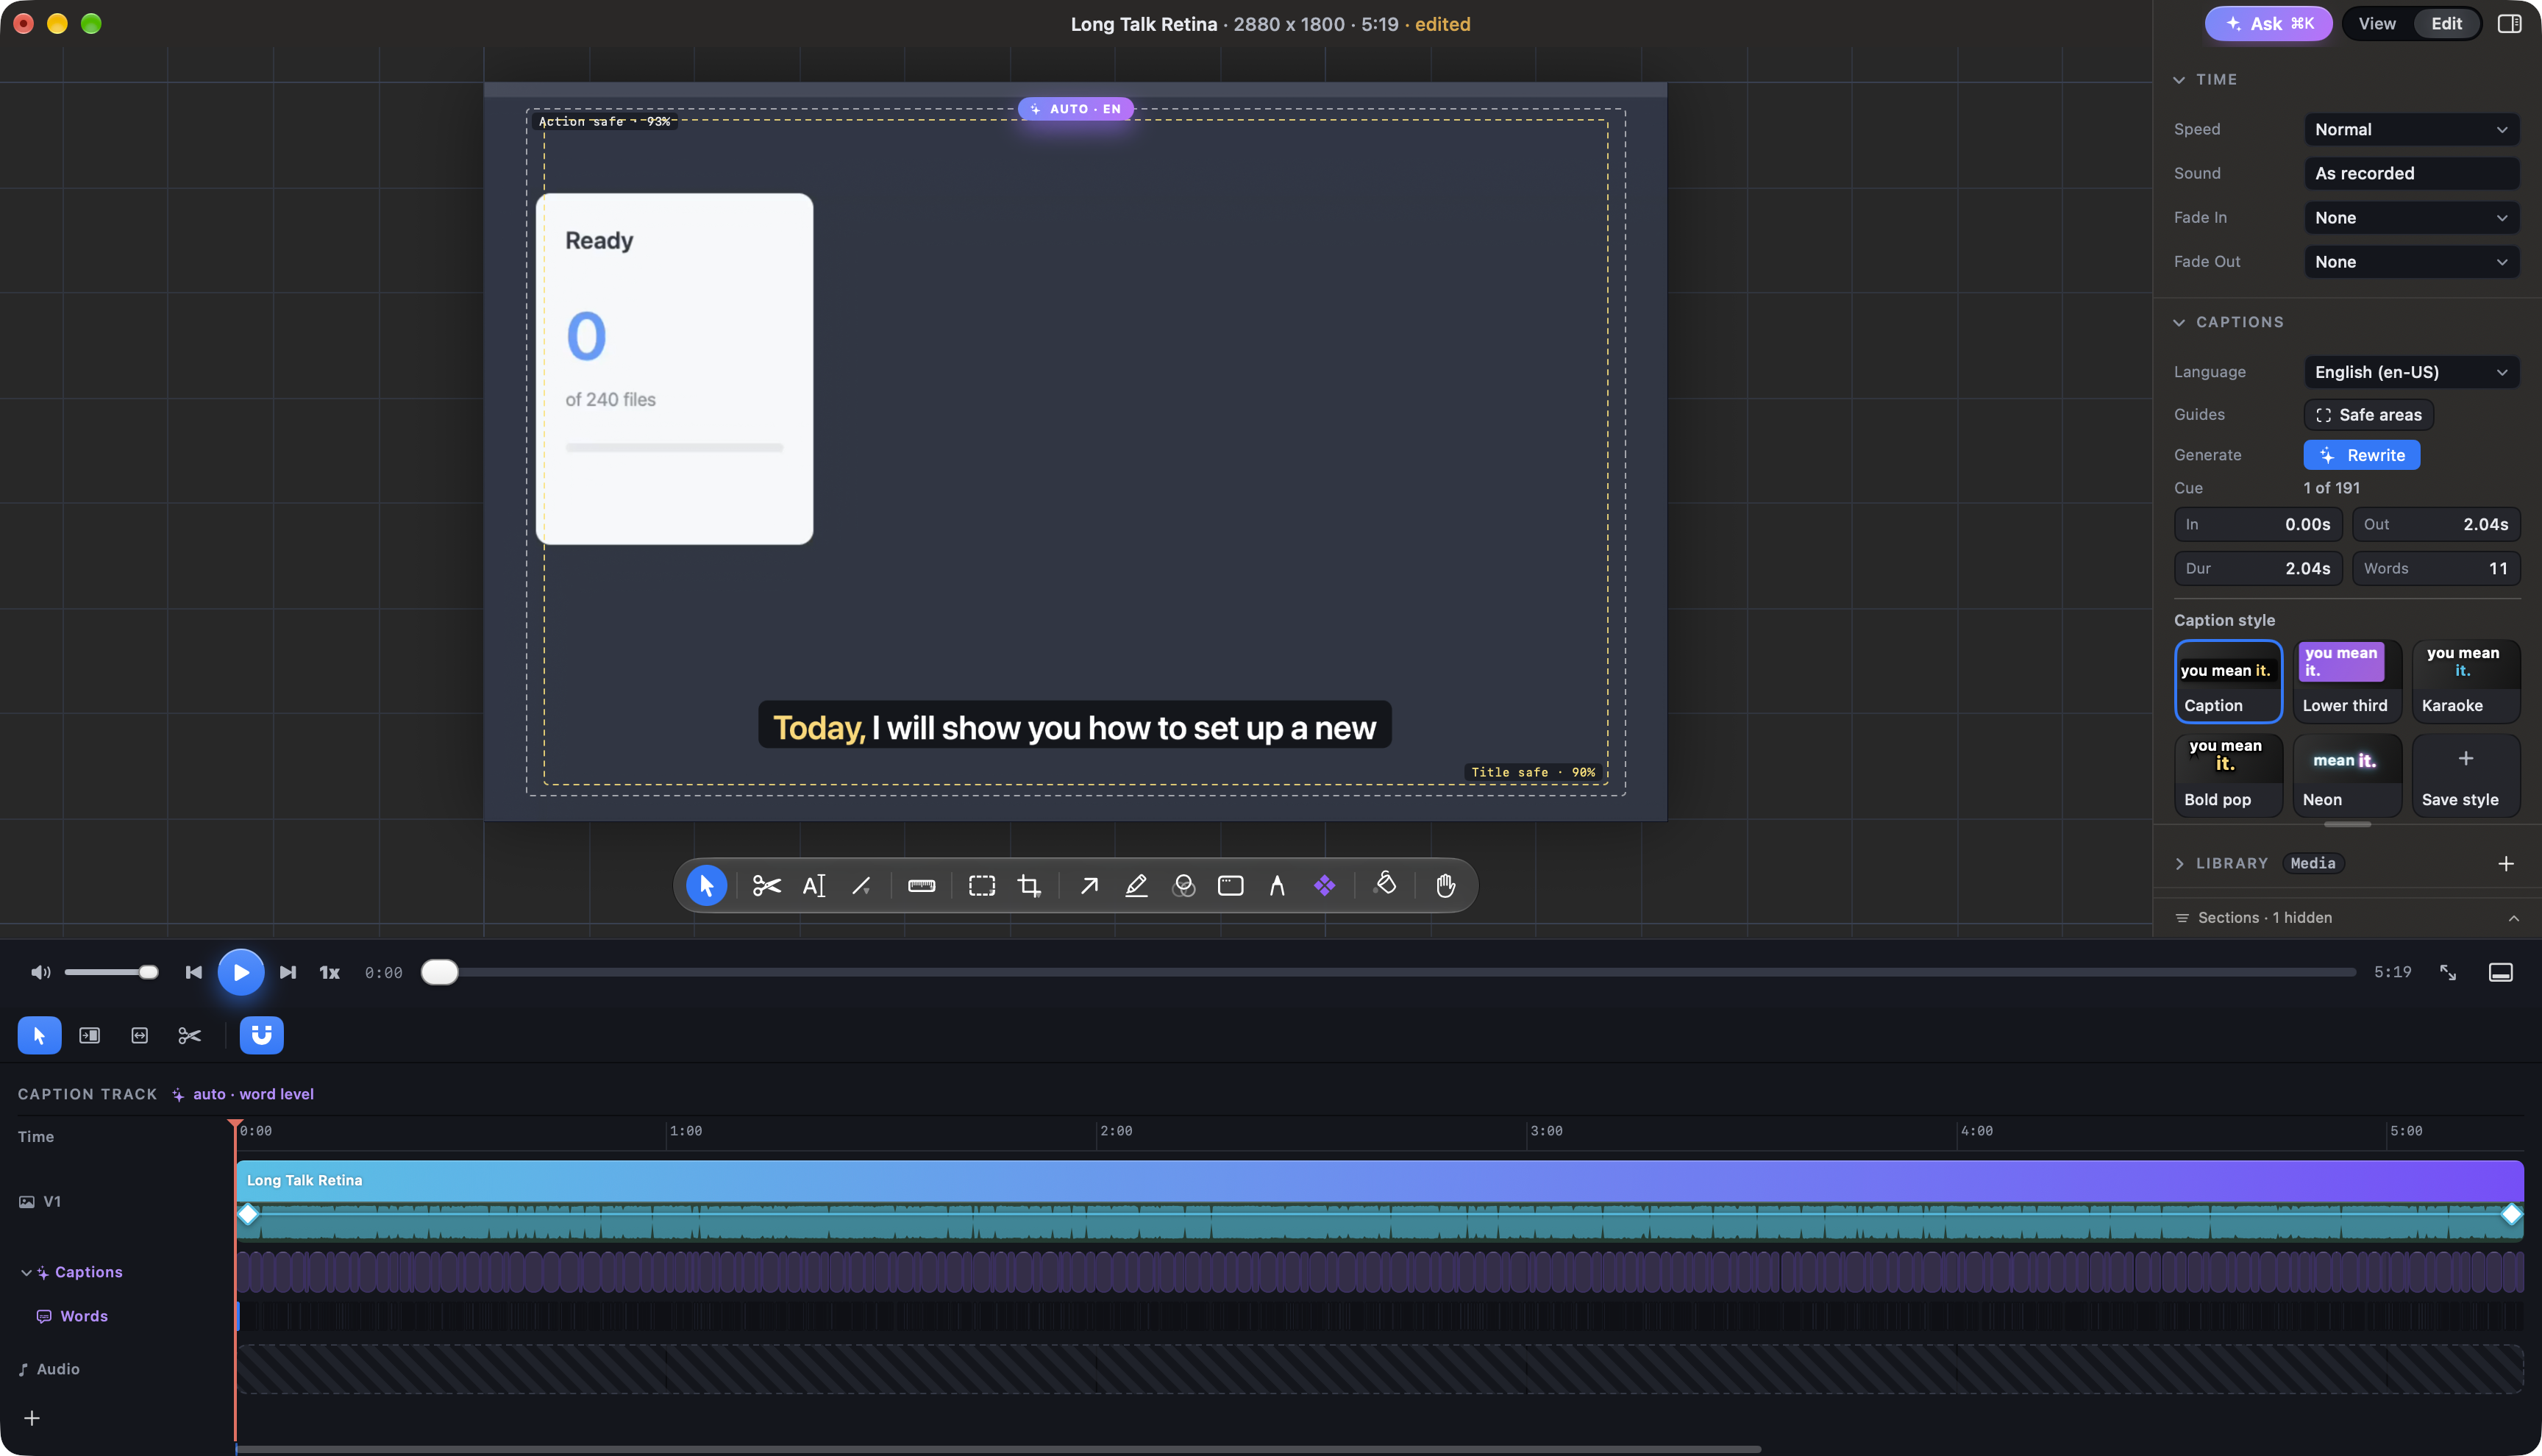 Long Talk Retina · 2880 x 1800 · 5:19 · edited
Ask ⌘K
View
Edit
AUTO · EN
Action safe · 93%
Ready
0
of 240 files
Today, I will show you how to set up a new
Title safe · 90%
TIME
Speed
Normal
Sound
As recorded
Fade In
None
Fade Out
None
CAPTIONS
Language
English (en-US)
Guides
Safe areas
Generate
Rewrite
Cue
1 of 191
In
0.00s
Out
2.04s
Dur
2.04s
Words
11
Caption style
you mean it.
Caption
you mean
it.
Lower third
you mean
it.
Karaoke
you mean
it.
Bold pop
mean it.
Neon
Save style
LIBRARY
Media
Sections · 1 hidden
1x
0:00
5:19
CAPTION TRACK
auto · word level
Time
0:00
1:00
2:00
3:00
4:00
5:00
V1
Long Talk Retina
Captions
Words
Audio